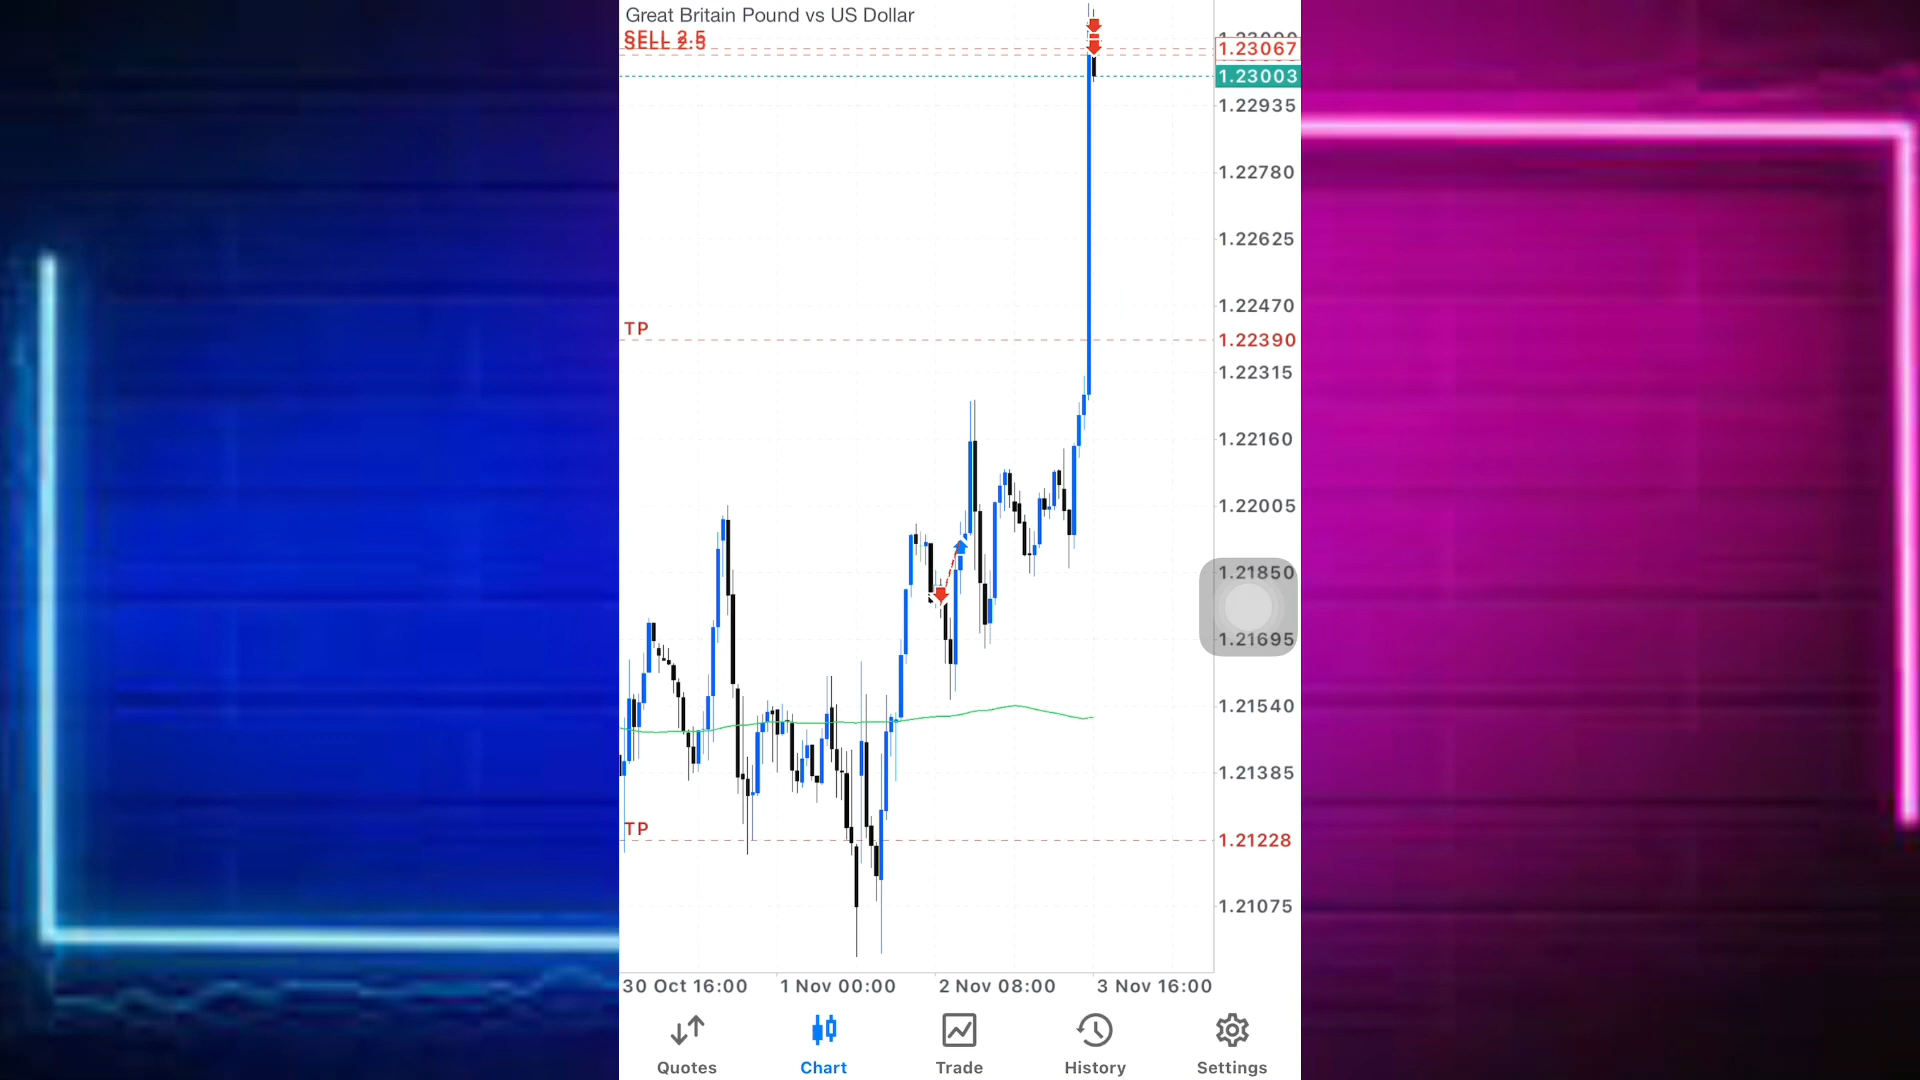 Great Britain Pound vs US Dollar
SELL 2.5
SELL 2.5
1.23067
1.23003
1.22935
1.22780
1.22625
1.22470
TP
1.22390
1.22315
1.22160
1.22005
1.21850
1.21695
1.21540
1.21385
TP
1.21228
1.21075
30 Oct 16:00 1 Nov 00:00 2 Nov 08:00 3 Nov 16:00
Quotes Chart Trade History Settings